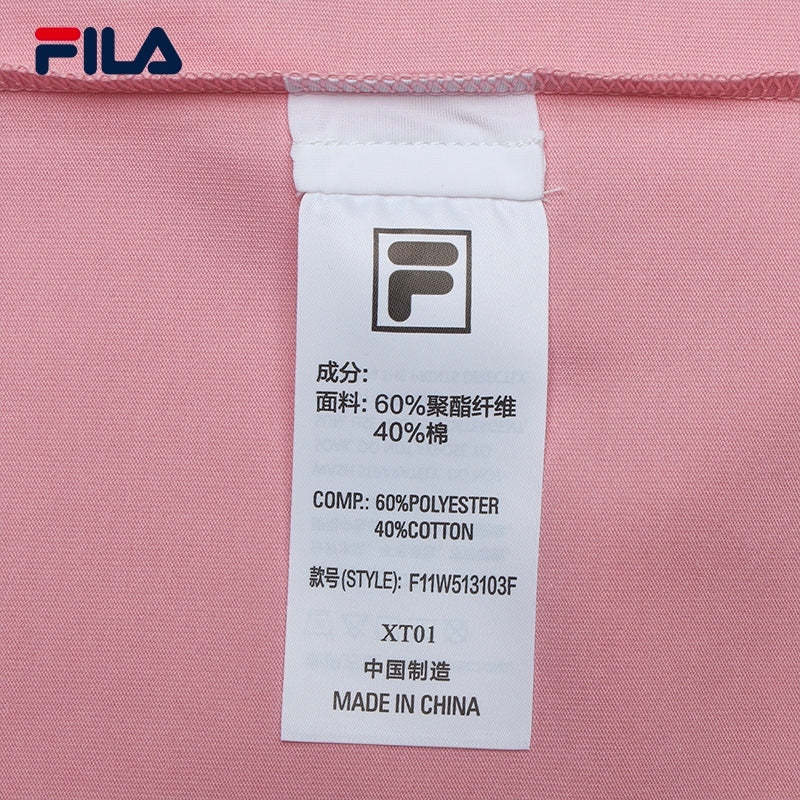 FILA
F
成分:
面料: 60%聚酯纤维
40%棉
COMP.: 60%POLYESTER
40%COTTON
款号(STYLE): F11W513103F
XT01
中国制造
MADE IN CHINA